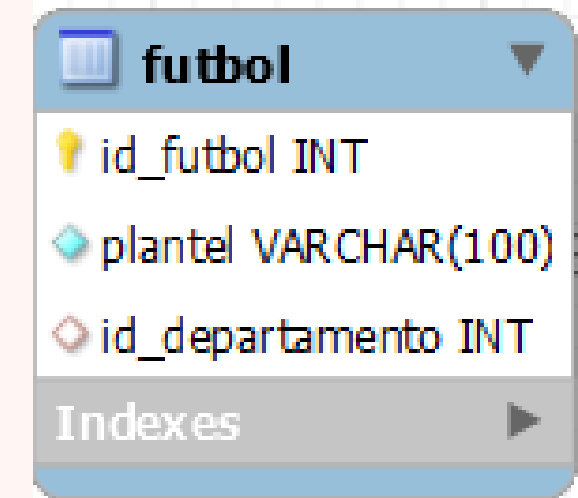 futbol
id_futbol INT
plantel VARCHAR(100)
id_departamento INT
Indexes